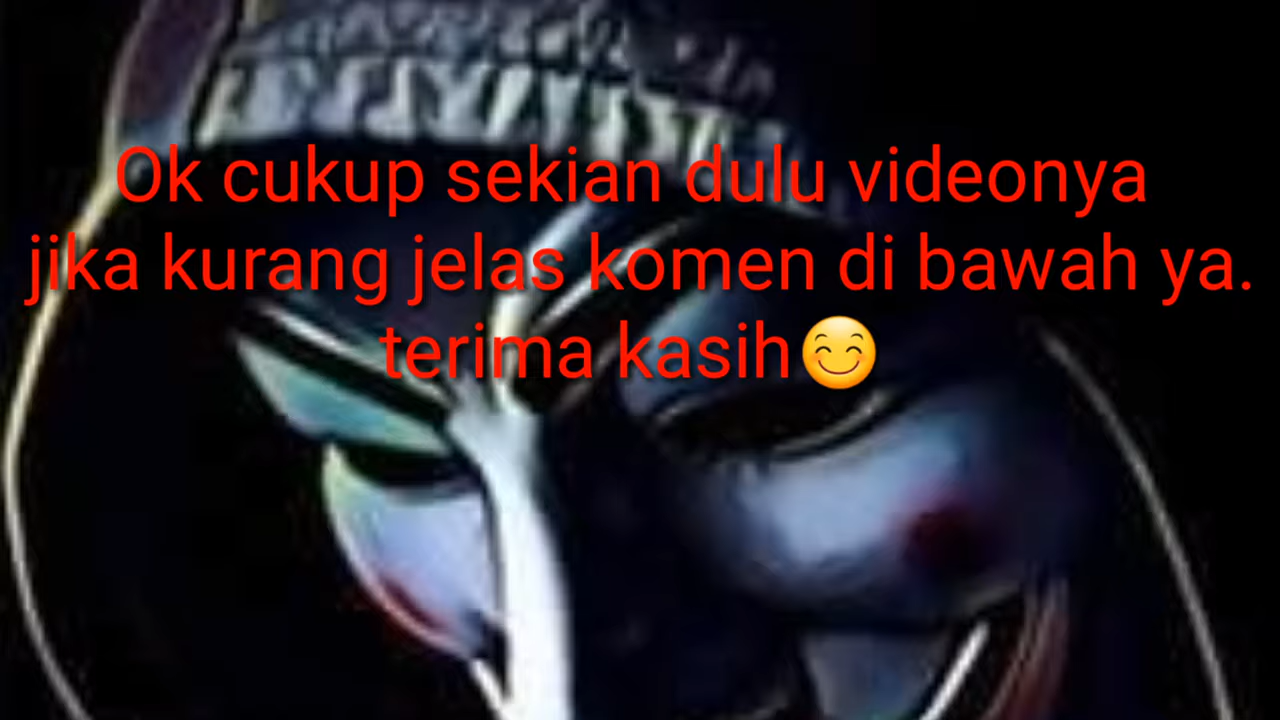 Ok cukup sekian dulu videonya
jika kurang jelas komen di bawah ya.
terima kasih😊